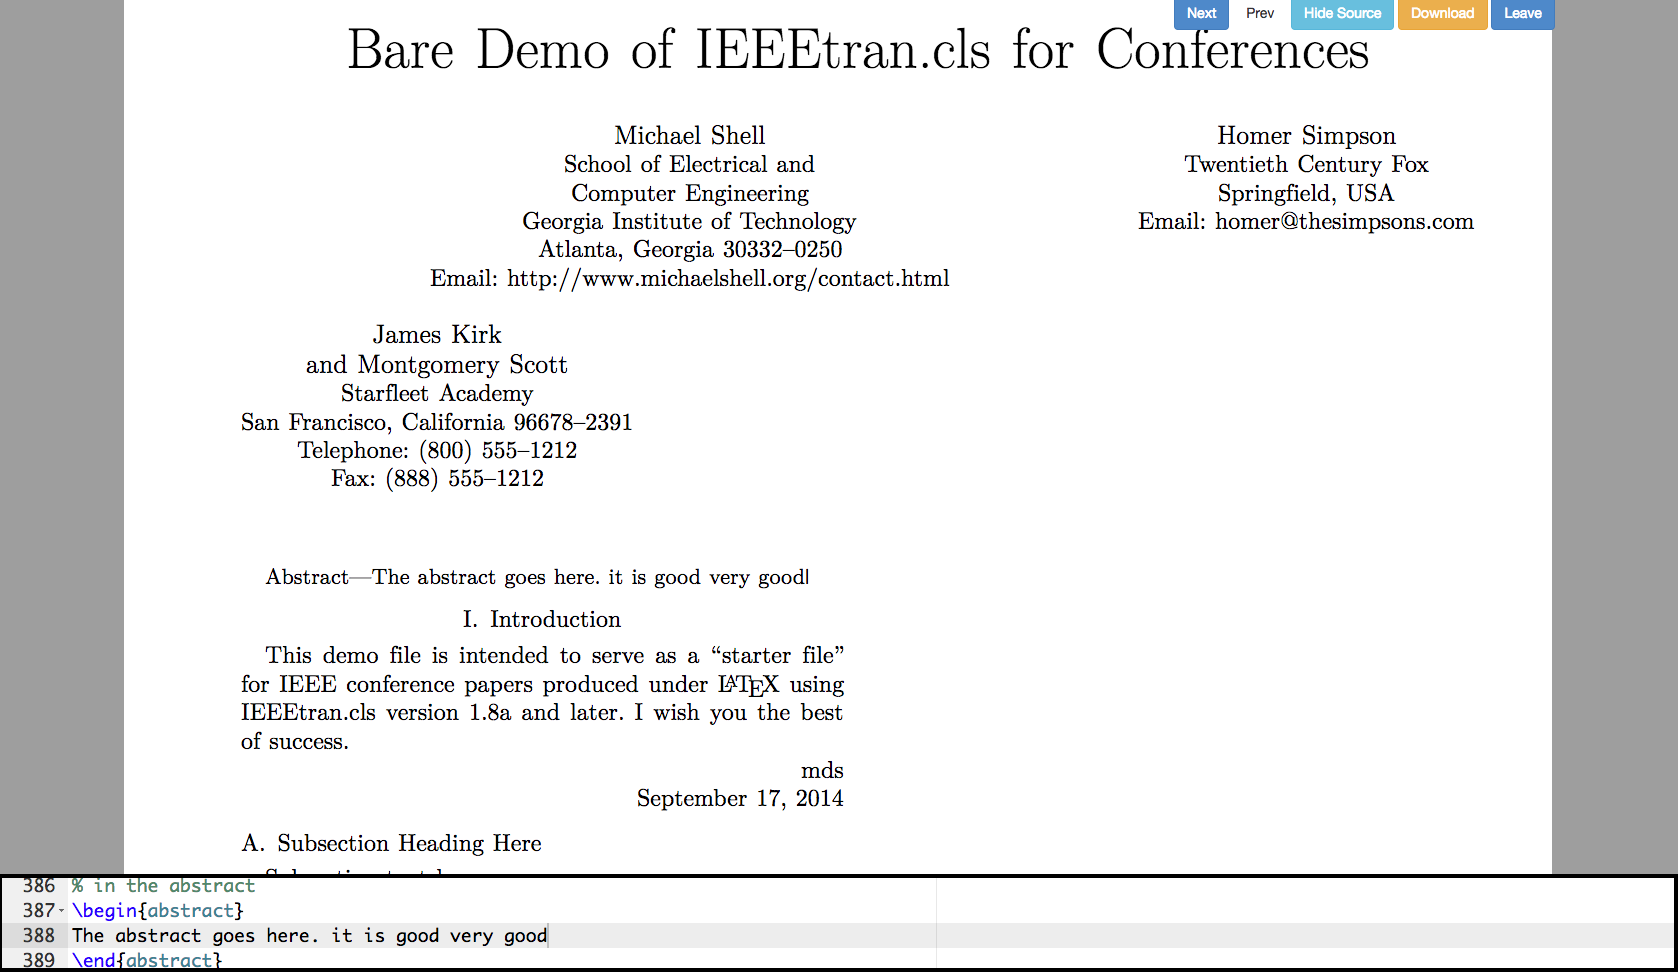 Next Prev Hide Source Download Leave
Bare Demo of IEEEtran.cls for Conferences
Michael Shell
School of Electrical and
Computer Engineering
Georgia Institute of Technology
Atlanta, Georgia 30332–0250
Email: http://www.michaelshell.org/contact.html
Homer Simpson
Twentieth Century Fox
Springfield, USA
Email: homer@thesimpsons.com
James Kirk
and Montgomery Scott
Starfleet Academy
San Francisco, California 96678–2391
Telephone: (800) 555–1212
Fax: (888) 555–1212
Abstract—The abstract goes here. it is good very good
I. Introduction
This demo file is intended to serve as a “starter file”
for IEEE conference papers produced under LATEX using
IEEEtran.cls version 1.8a and later. I wish you the best
of success.
mds
September 17, 2014
A. Subsection Heading Here
386 % in the abstract
387 \begin{abstract}
388 The abstract goes here. it is good very good
389 \end{abstract}